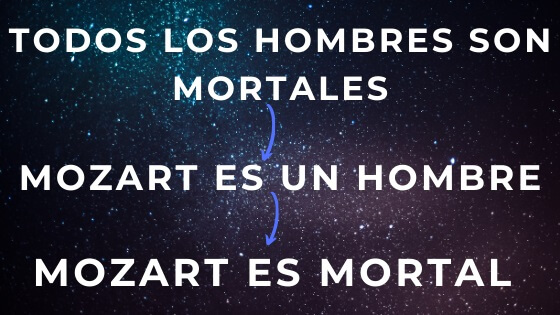 TODOS LOS HOMBRES SON
MORTALES
MOZART ES UN HOMBRE
MOZART ES MORTAL